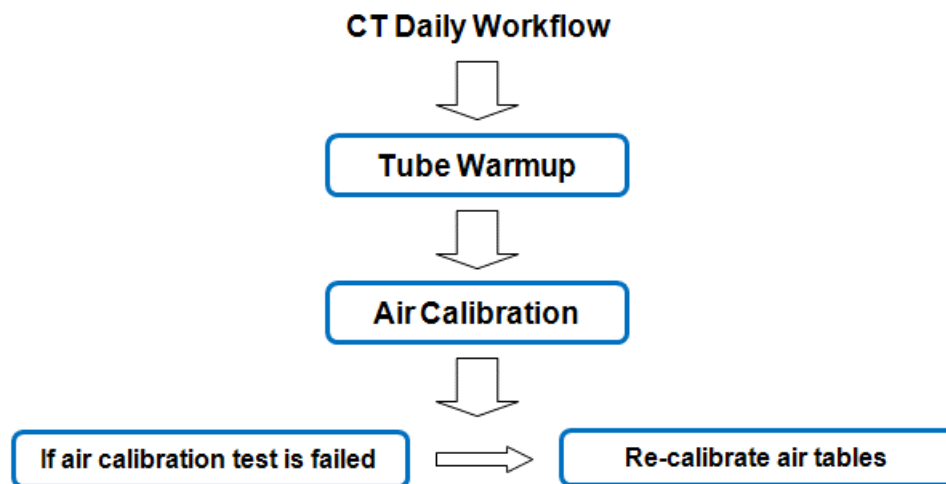 CT Daily Workflow
Tube Warmup
Air Calibration
If air calibration test is failed
Re-calibrate air tables